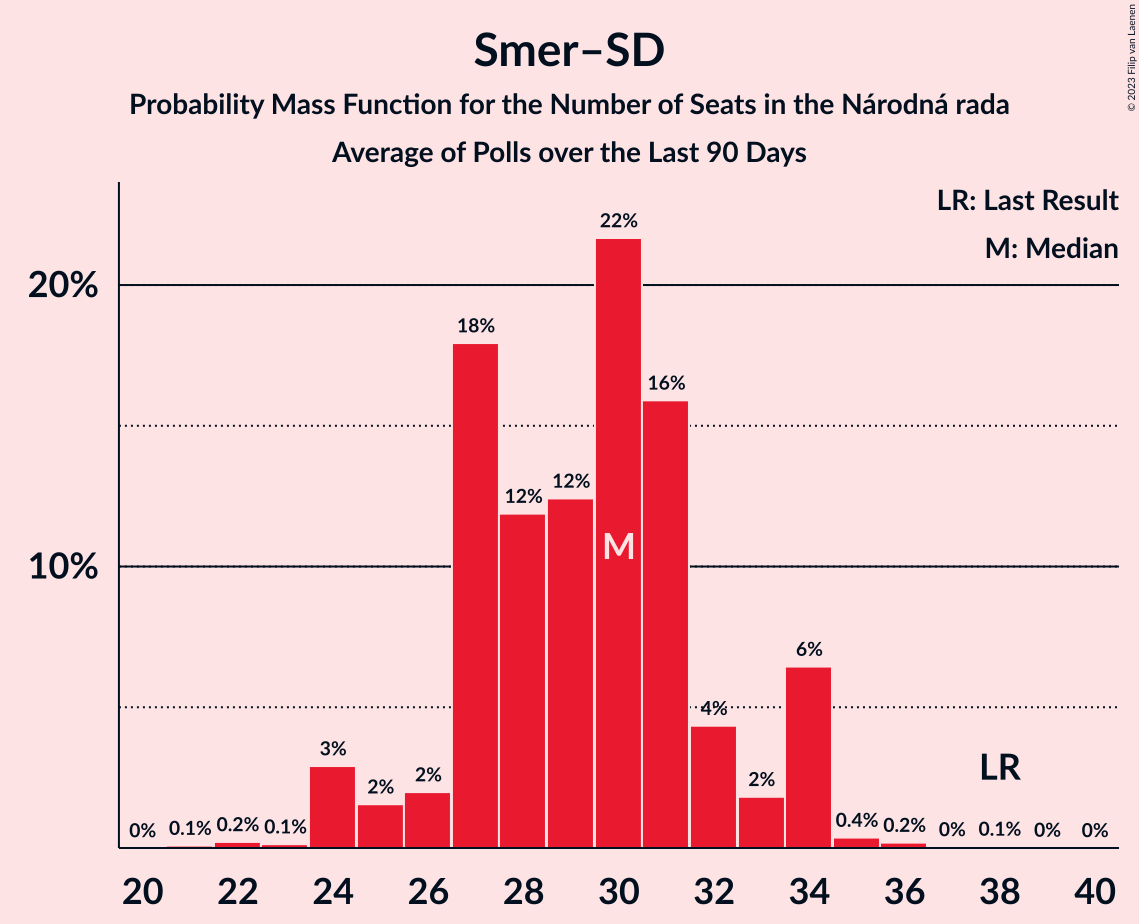 Smer–SD
Probability Mass Function for the Number of Seats in the Národná rada
Average of Polls over the Last 90 Days
© 2023 Filip van Laenen
LR: Last Result
M: Median
20%
10%
0% 0.1% 0.2% 0.1% 3% 2% 2% 18% 12% 12% 22% 16% 4% 2% 6% 0.4% 0.2% 0% 0.1% 0% 0%
M
LR
20 22 24 26 28 30 32 34 36 38 40